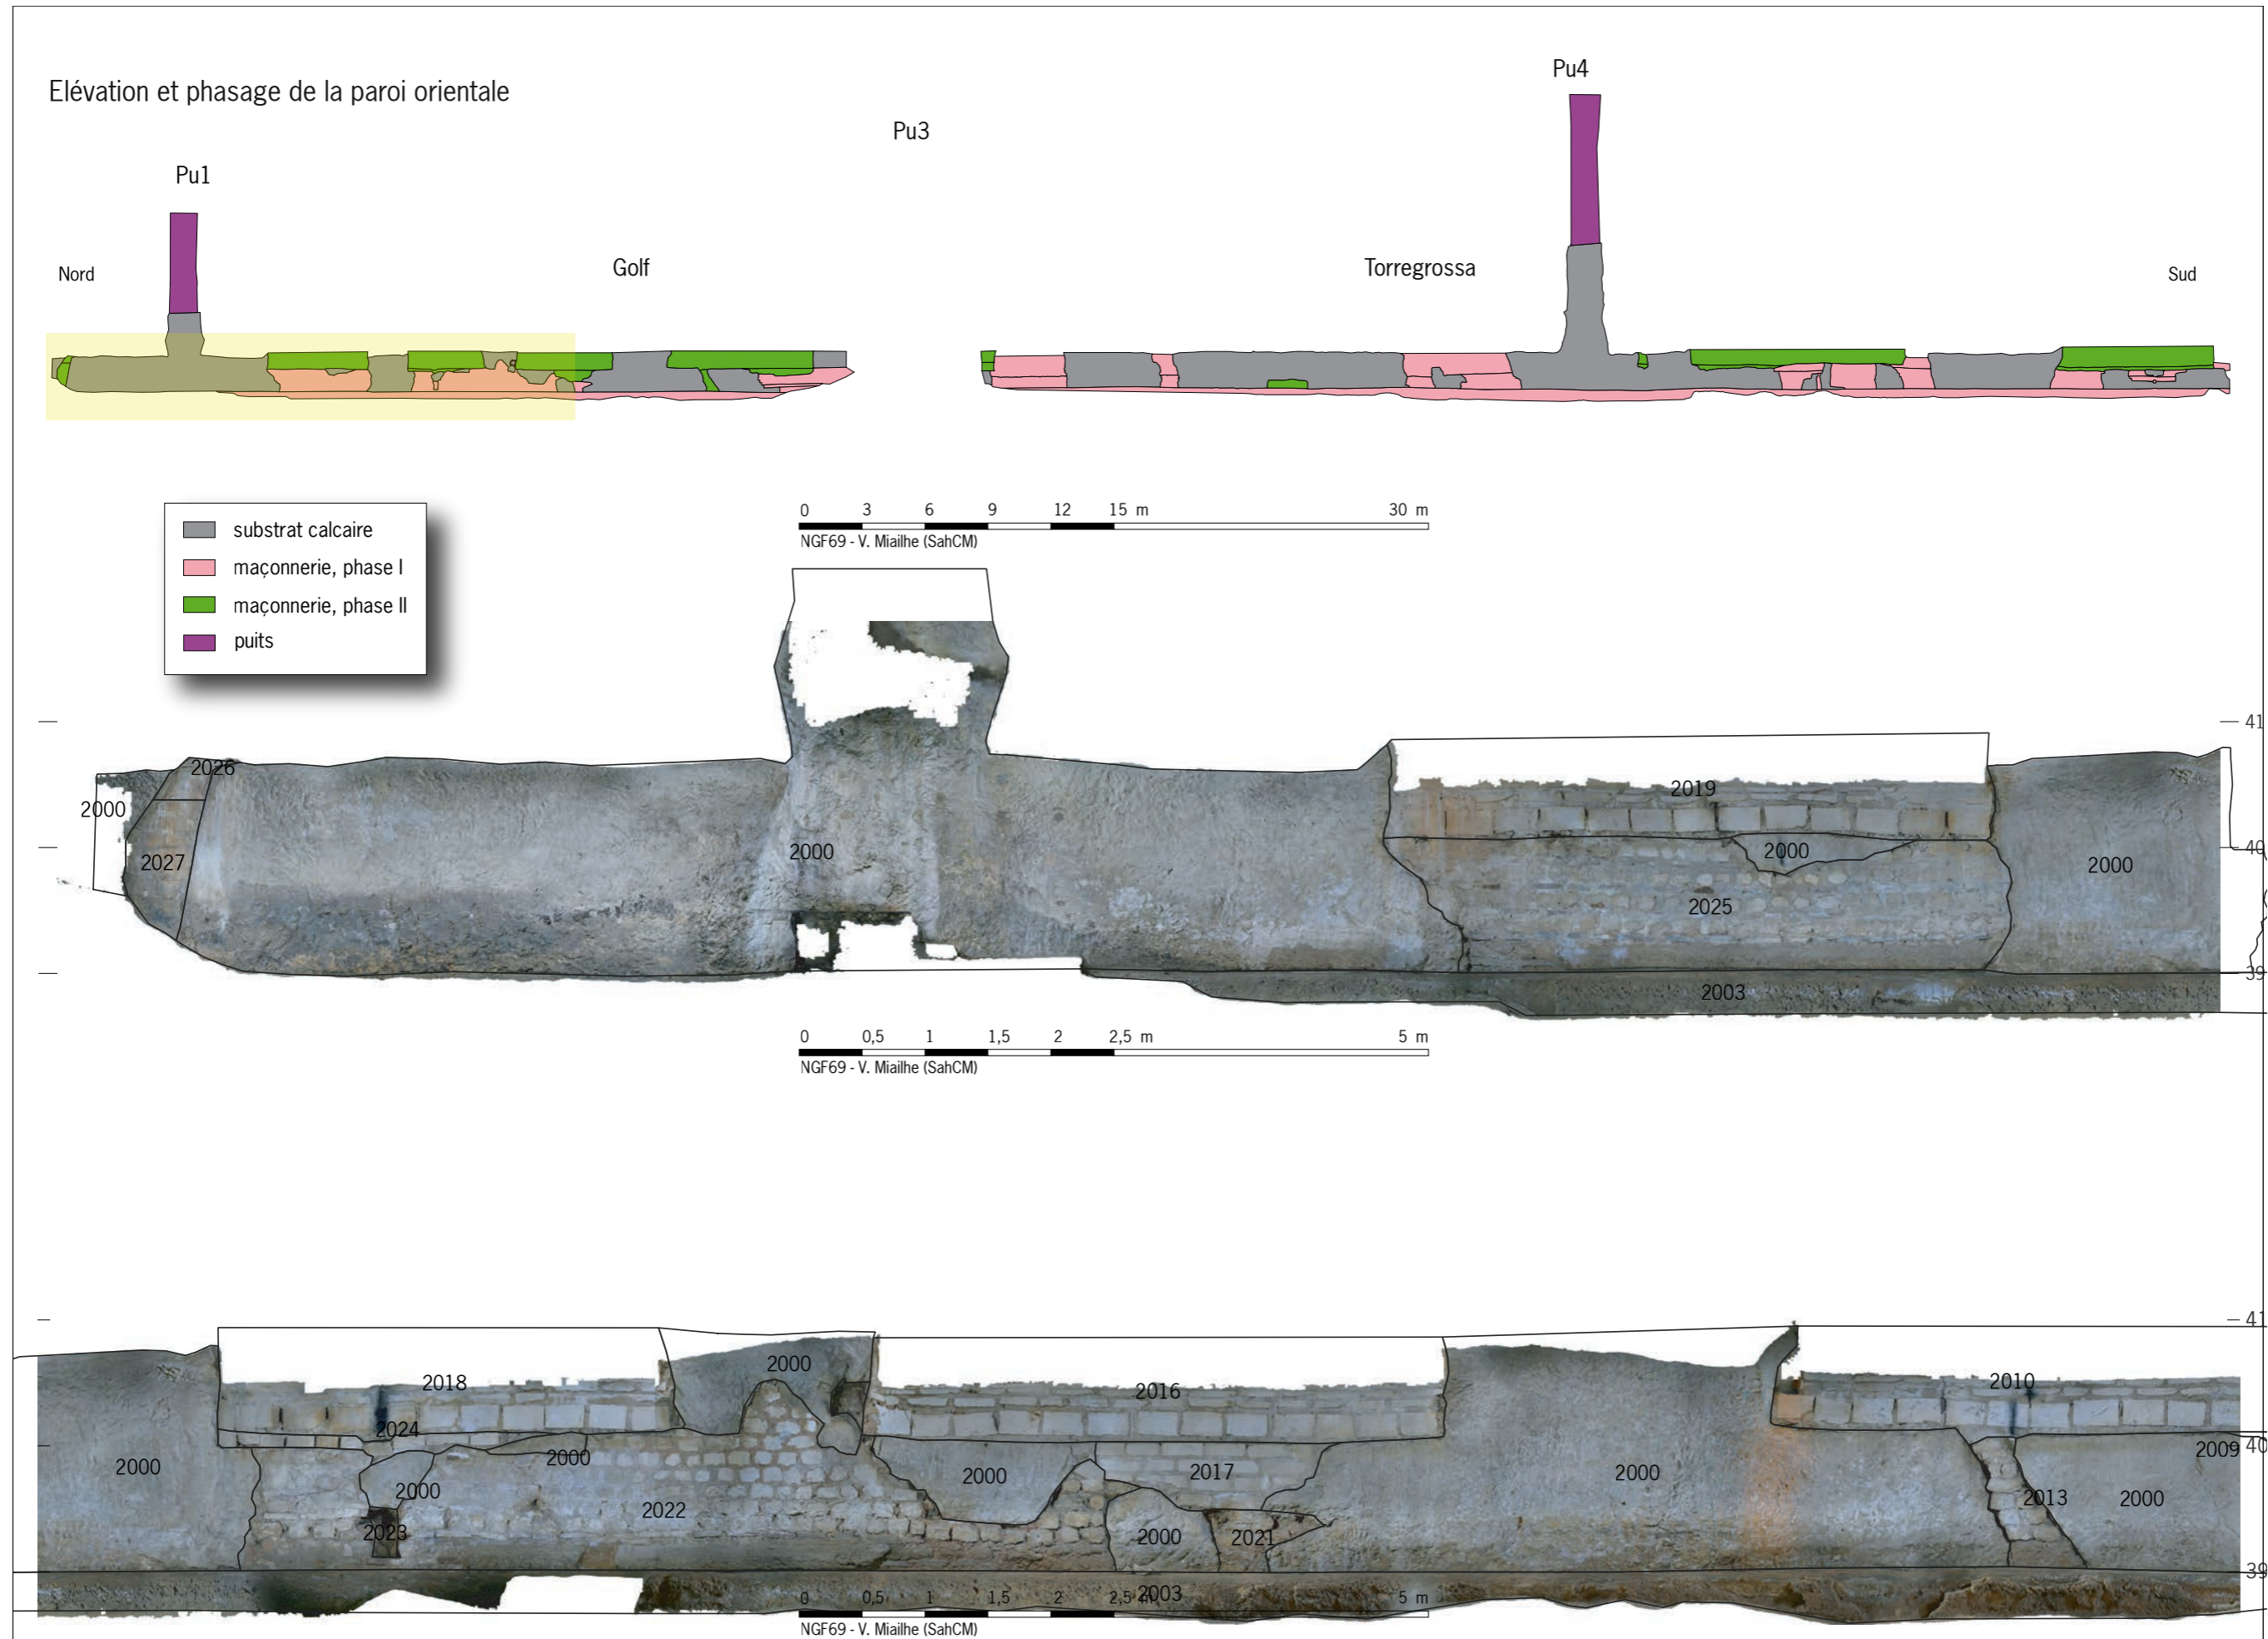 Elévation et phasage de la paroi orientale
Pu4
Pu3
Pu1
Nord
Golf
Torregrossa
Sud
substrat calcaire
maçonnerie, phase I
maçonnerie, phase II
puits
0 3 6 9 12 15 m 30 m
NGF69 - V. Miailhe (SahCM)
41
2026
2019
2000
2027
2000
2000
2000
40
2025
39
2003
0 0,5 1 1,5 2 2,5 m 5 m
NGF69 - V. Miailhe (SahCM)
41
2000
2018
2016
2010
2024
40
2009
2000
2000
2000
2017
2000
2000
2022
2013
2000
2023
2000
2021
39
2003
0 0,5 1 1,5 2 2,5 m 5 m
NGF69 - V. Miailhe (SahCM)